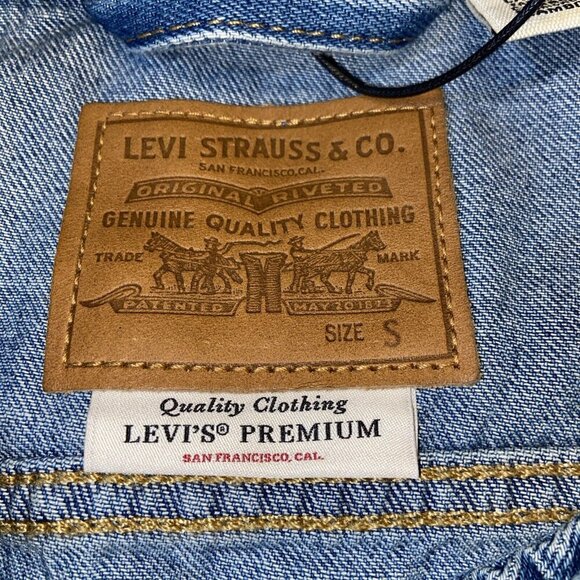 LEVI STRAUSS & CO.
SAN FRANCISCO, CAL.
ORIGINAL RIVETED
GENUINE QUALITY CLOTHING
TRADE MARK
PATENTED MAY 20 1873
SIZE S
Quality Clothing
LEVI'S® PREMIUM
SAN FRANCISCO, CAL.